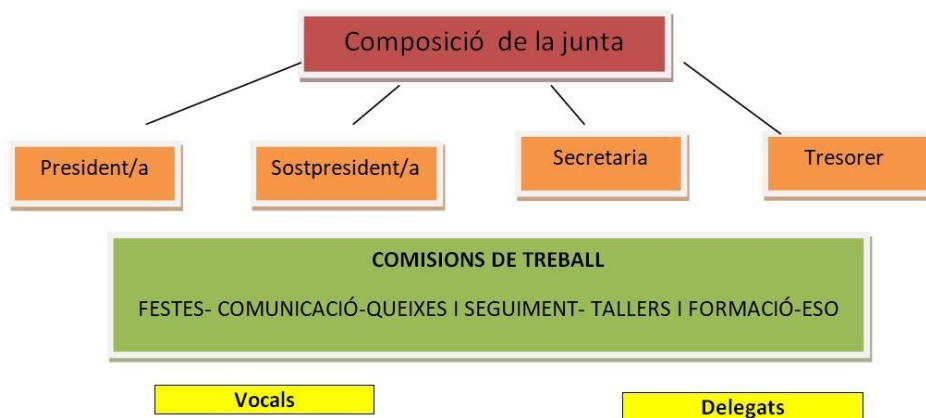 Composició de la junta
President/a
Sostpresident/a
Secretaria
Tresorer
COMISIONS DE TREBALL
FESTES- COMUNICACIÓ-QUEIXES I SEGUIMENT- TALLERS I FORMACIÓ-ESO
Vocals
Delegats